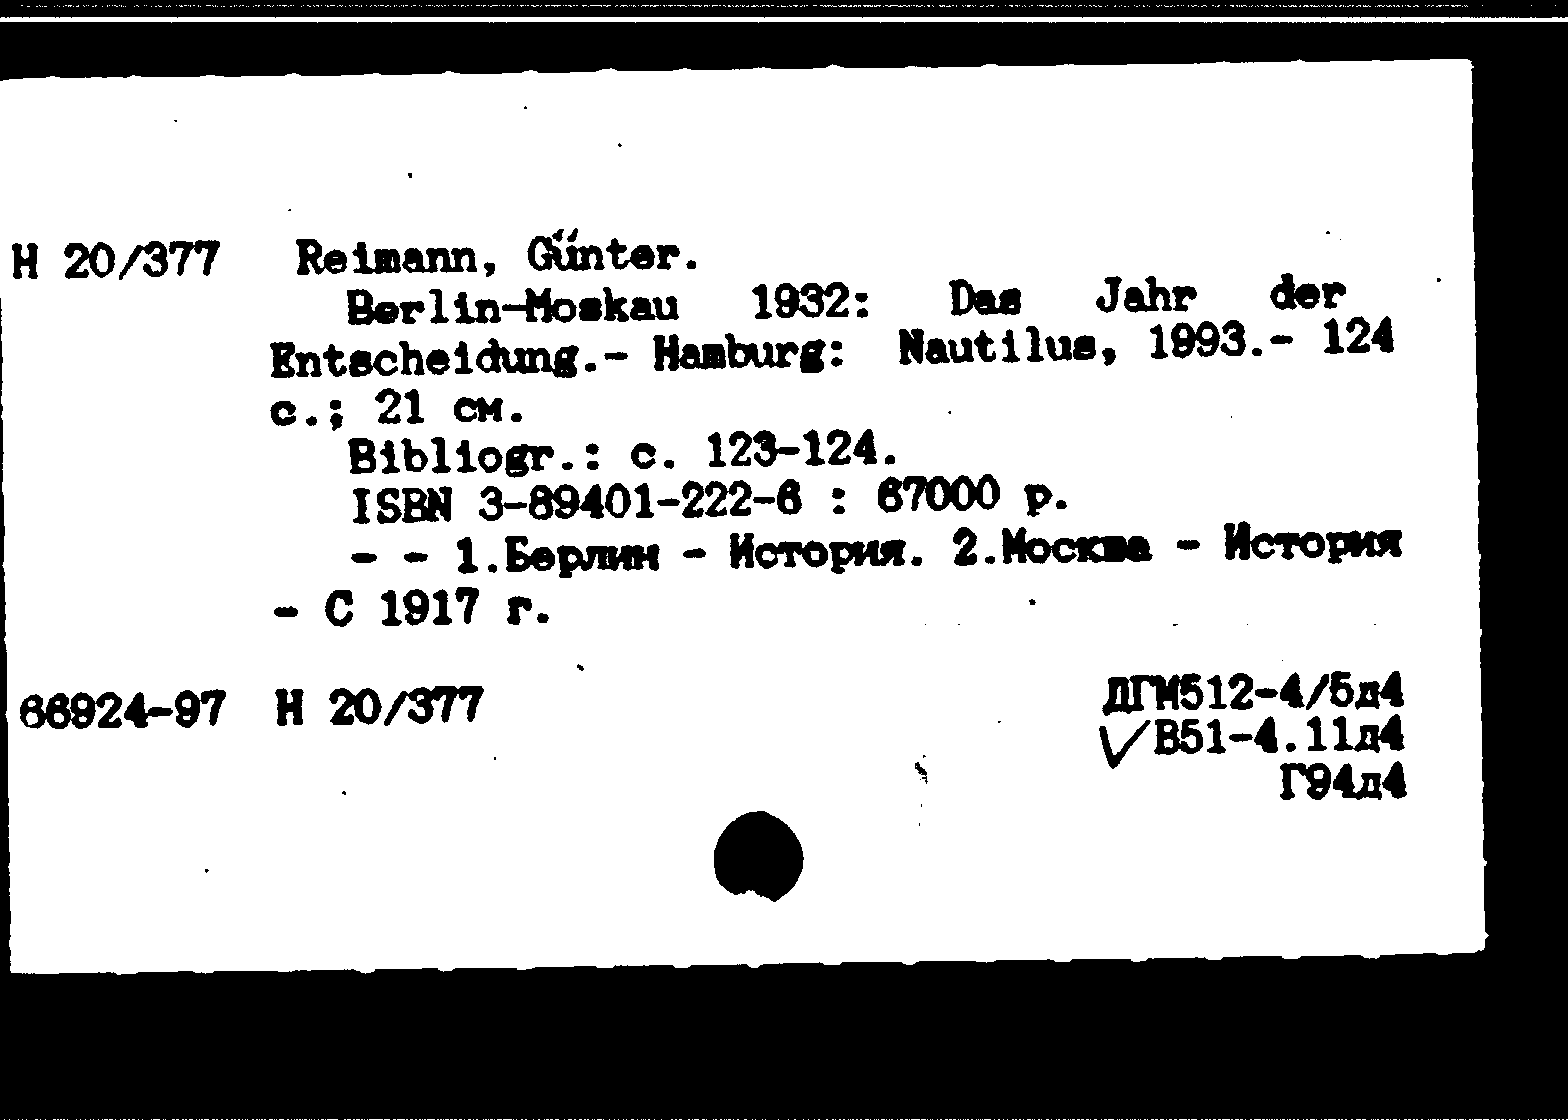 Н 20/377 Reimann, Günter.
Berlin-Moskau 1932: Das Jahr der
Entscheidung.- Hamburg: Nautilus, 1993.- 124
с.; 21 см.
Bibliogr.: с. 123-124.
ISBN 3-89401-222-6 : 67000 р.
- - 1.Берлин - История. 2.Москва - История
- С 1917 г.
66924-97 Н 20/377 ДГМ512-4/5д4
✓ В51-4.11д4
Г94д4